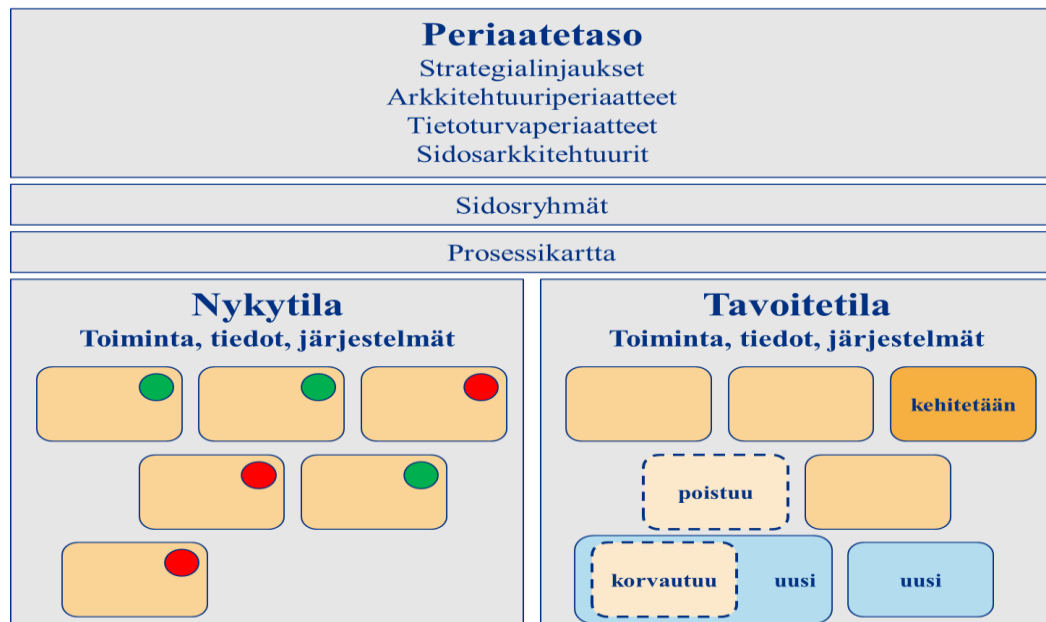 Periaatetaso
Strategialinjaukset
Arkkitehtuuriperiaatteet
Tietoturvaperiaatteet
Sidosarkkitehtuurit
Sidosryhmät
Prosessikartta
Nykytila
Toiminta, tiedot, järjestelmät
Tavoitetila
Toiminta, tiedot, järjestelmät
kehitetään
poistuu
korvautuu
uusi
uusi